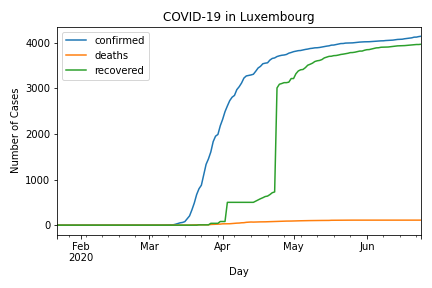 COVID-19 in Luxembourg
confirmed
deaths
recovered
Number of Cases
4000
3000
2000
1000
0
Feb
2020
Mar
Apr
May
Jun
Day